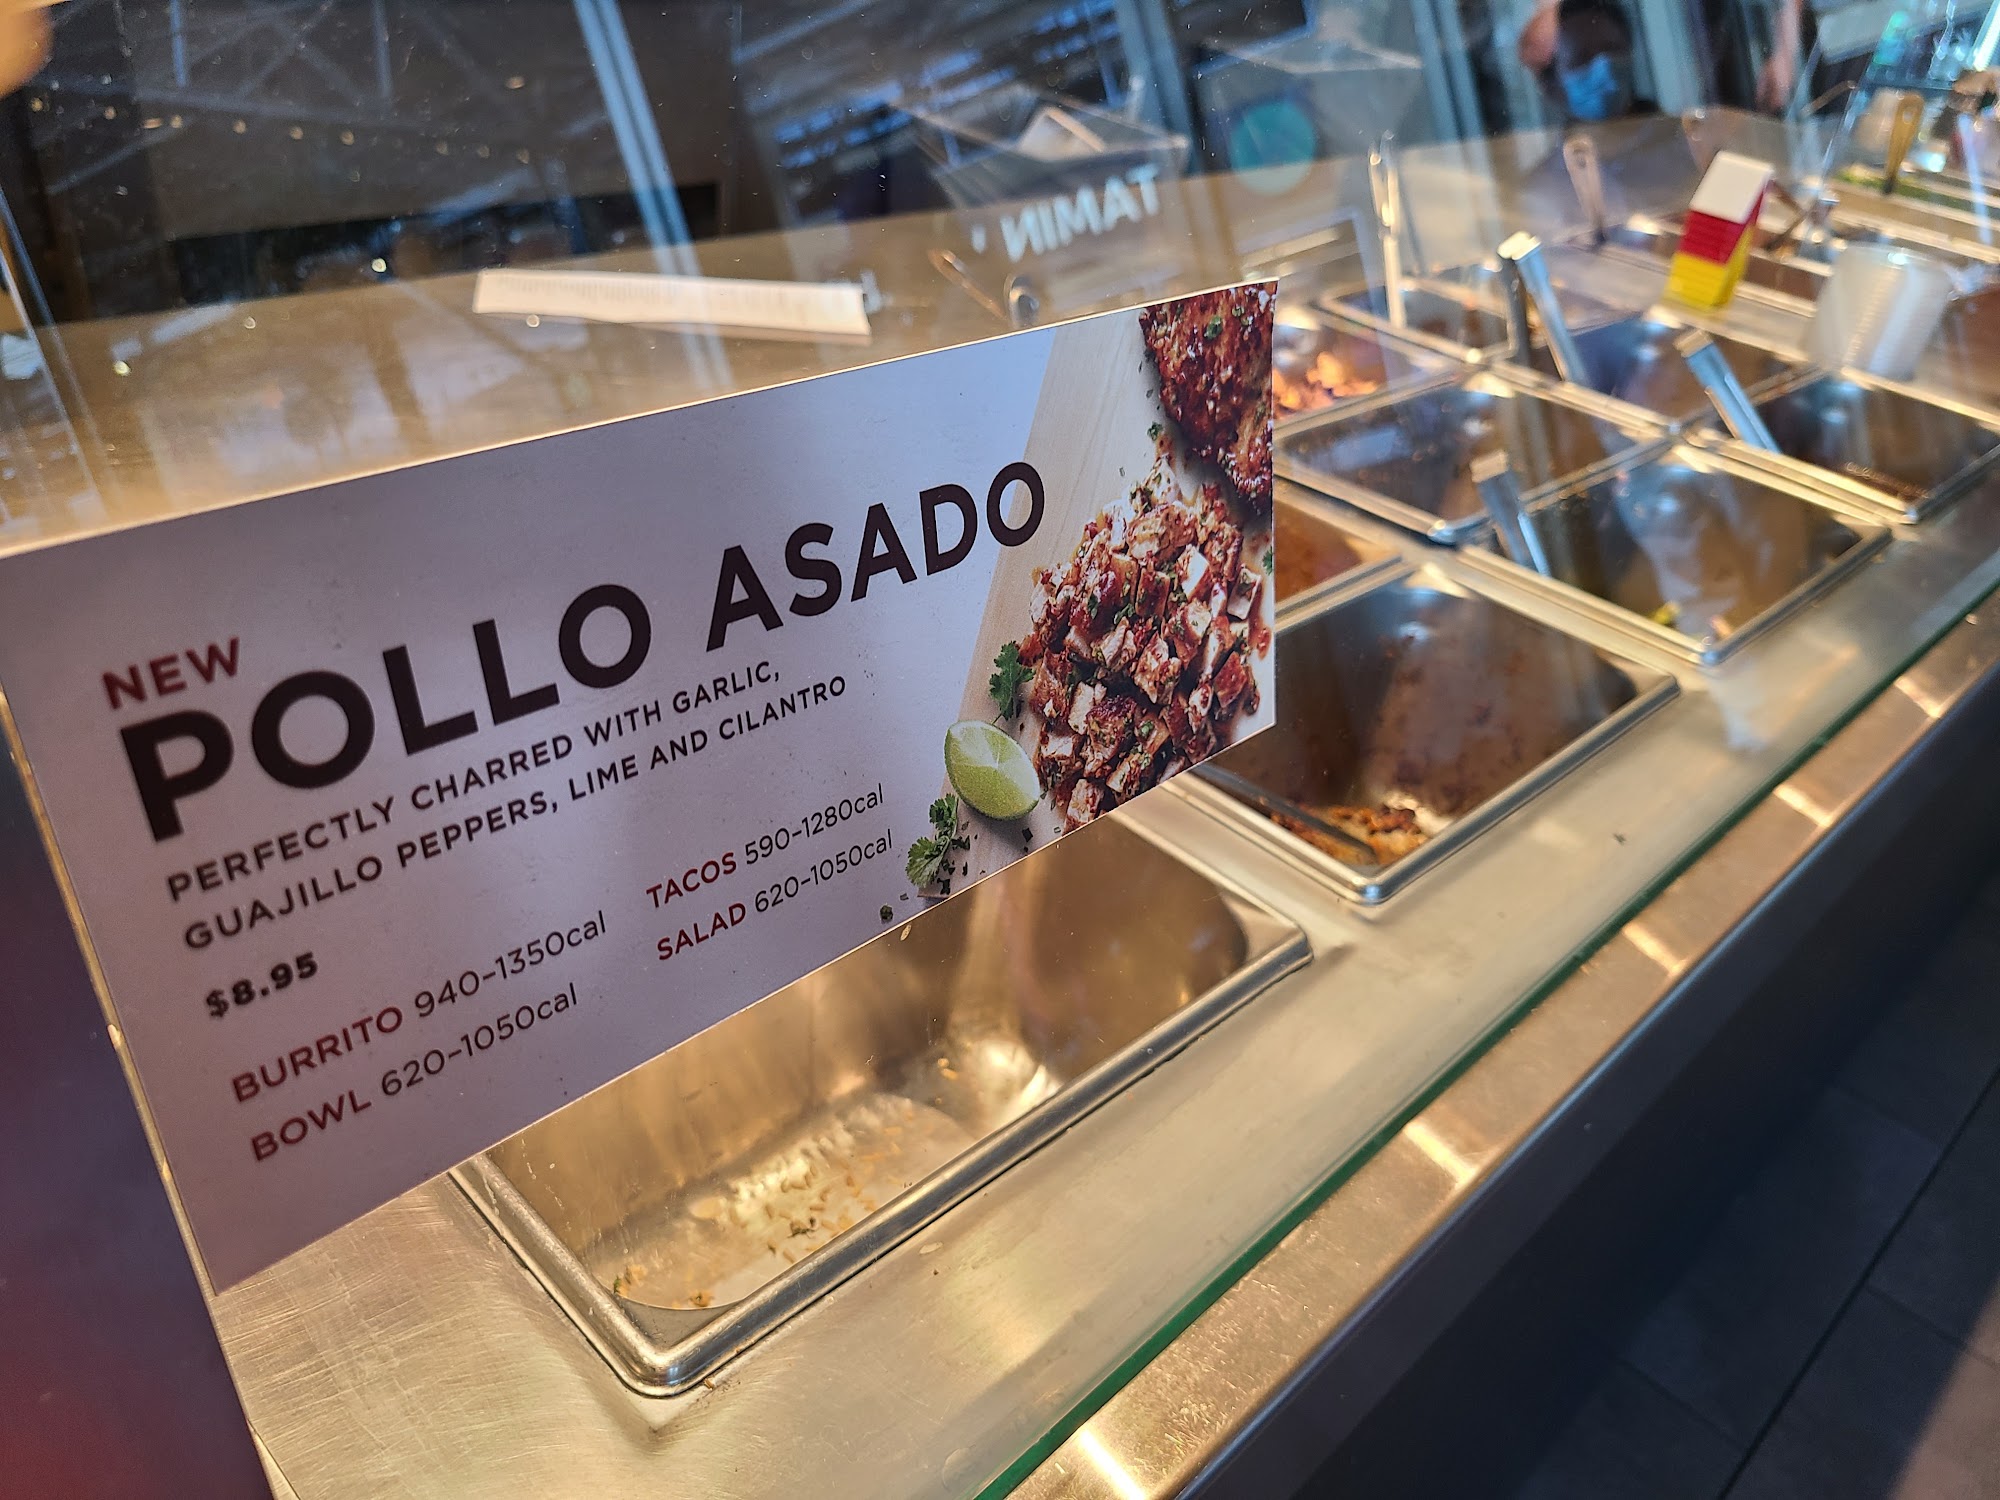 NEW
POLLO ASADO
PERFECTLY CHARRED WITH GARLIC,
GUAJILLO PEPPERS, LIME AND CILANTRO
$8.95
BURRITO 940-1350cal
BOWL 620-1050cal
TACOS 590-1280cal
SALAD 620-1050cal